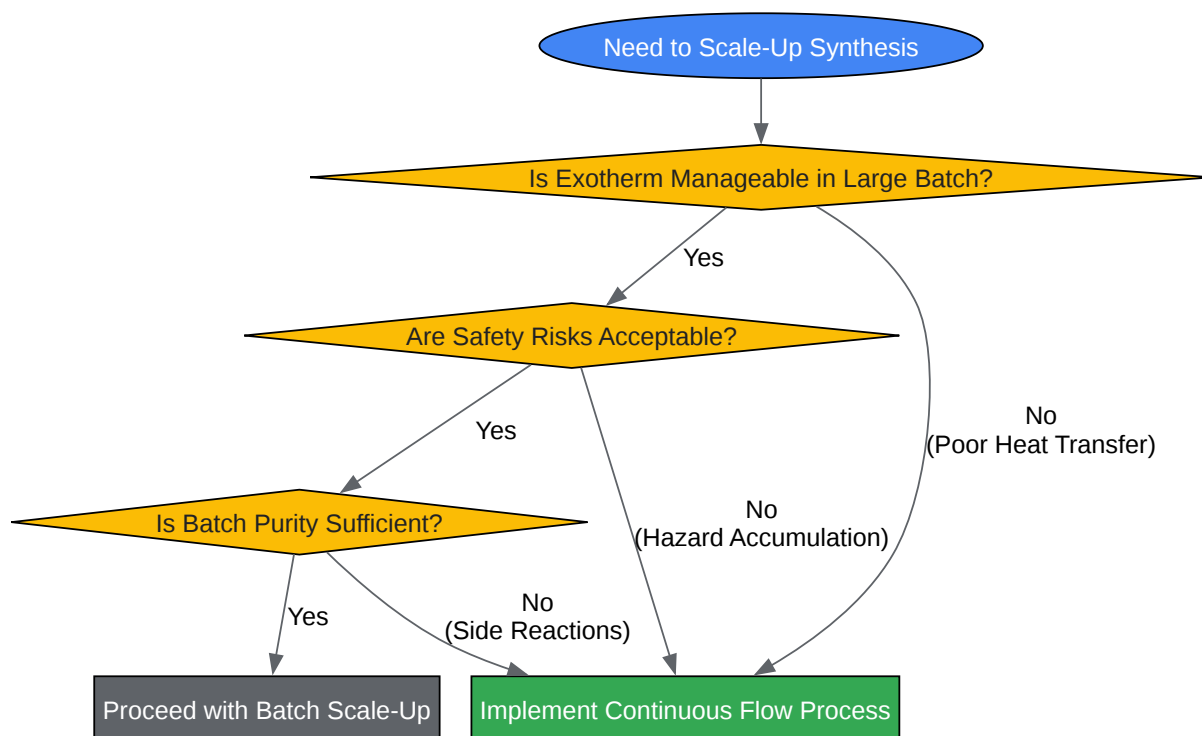 Need to Scale-Up Synthesis
Is Exotherm Manageable in Large Batch?
Yes
Are Safety Risks Acceptable?
No
(Poor Heat Transfer)
Yes
Is Batch Purity Sufficient?
No
(Hazard Accumulation)
Yes
No
(Side Reactions)
Proceed with Batch Scale-Up
Implement Continuous Flow Process